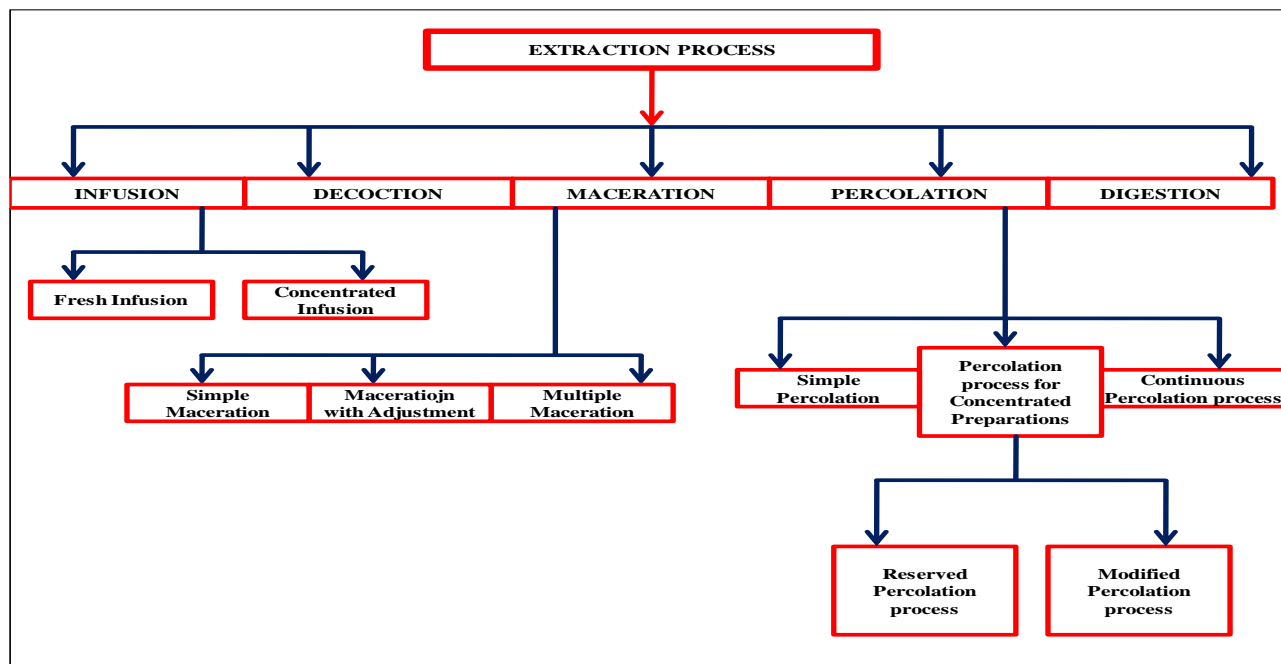 EXTRACTION PROCESS
INFUSION
DECOCTION
MACERATION
PERCOLATION
DIGESTION
Fresh Infusion
Concentrated
Infusion
Simple
Maceration
Maceratiojn
with Adjustment
Multiple
Maceration
Simple
Percolation
Percolation
process for
Concentrated
Preparations
Continuous
Percolation process
Reserved
Percolation
process
Modified
Percolation
process